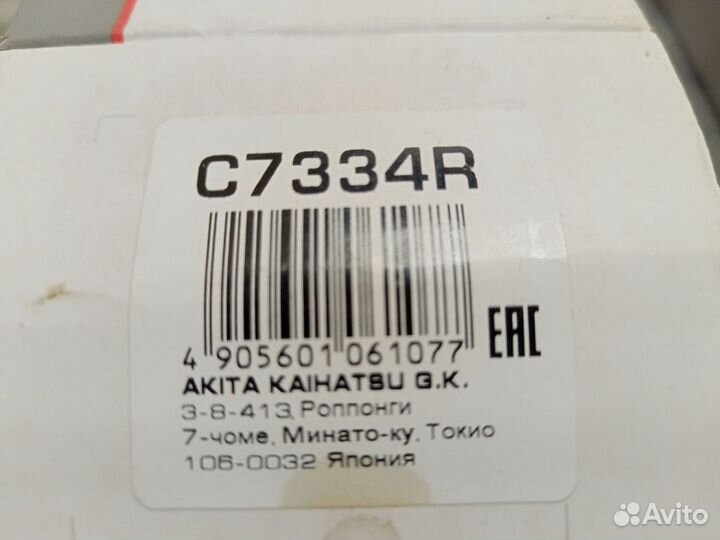 C7334R
4 905601 061077
EAC
AKITA KAIHATSU G.K.
3-8-413, Роппонги
7-чоме, Минато-ку, Токио
106-0032 Япония
Avito